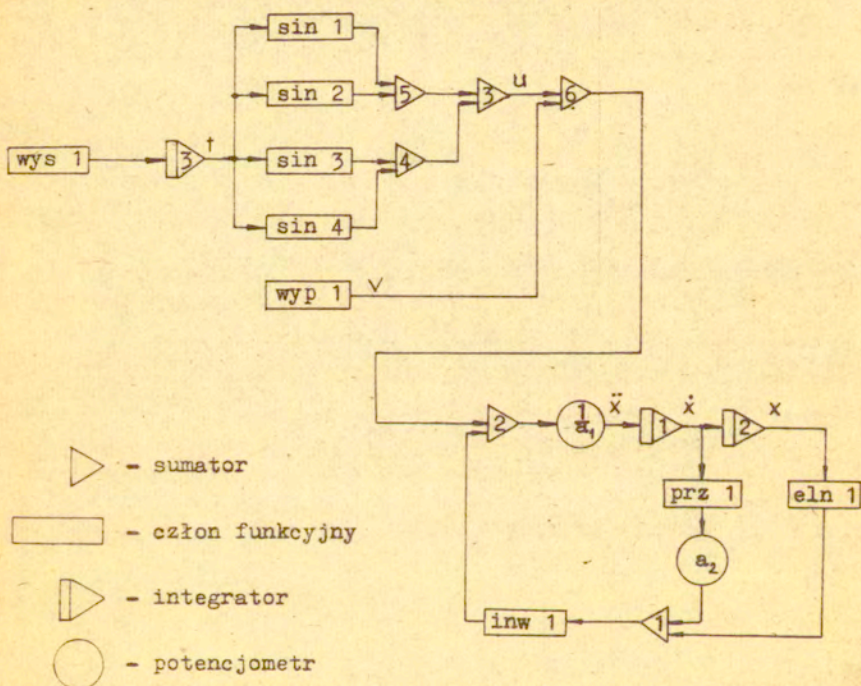 sin 1
sin 2
5
3
u
6
wys 1
3
t
sin 3
4
sin 4
wyp 1
v
2
1/a₁
ẍ
1
ẋ
2
x
prz 1
eln 1
a₂
inw 1
1
- sumator
- człon funkcyjny
- integrator
- potencjometr